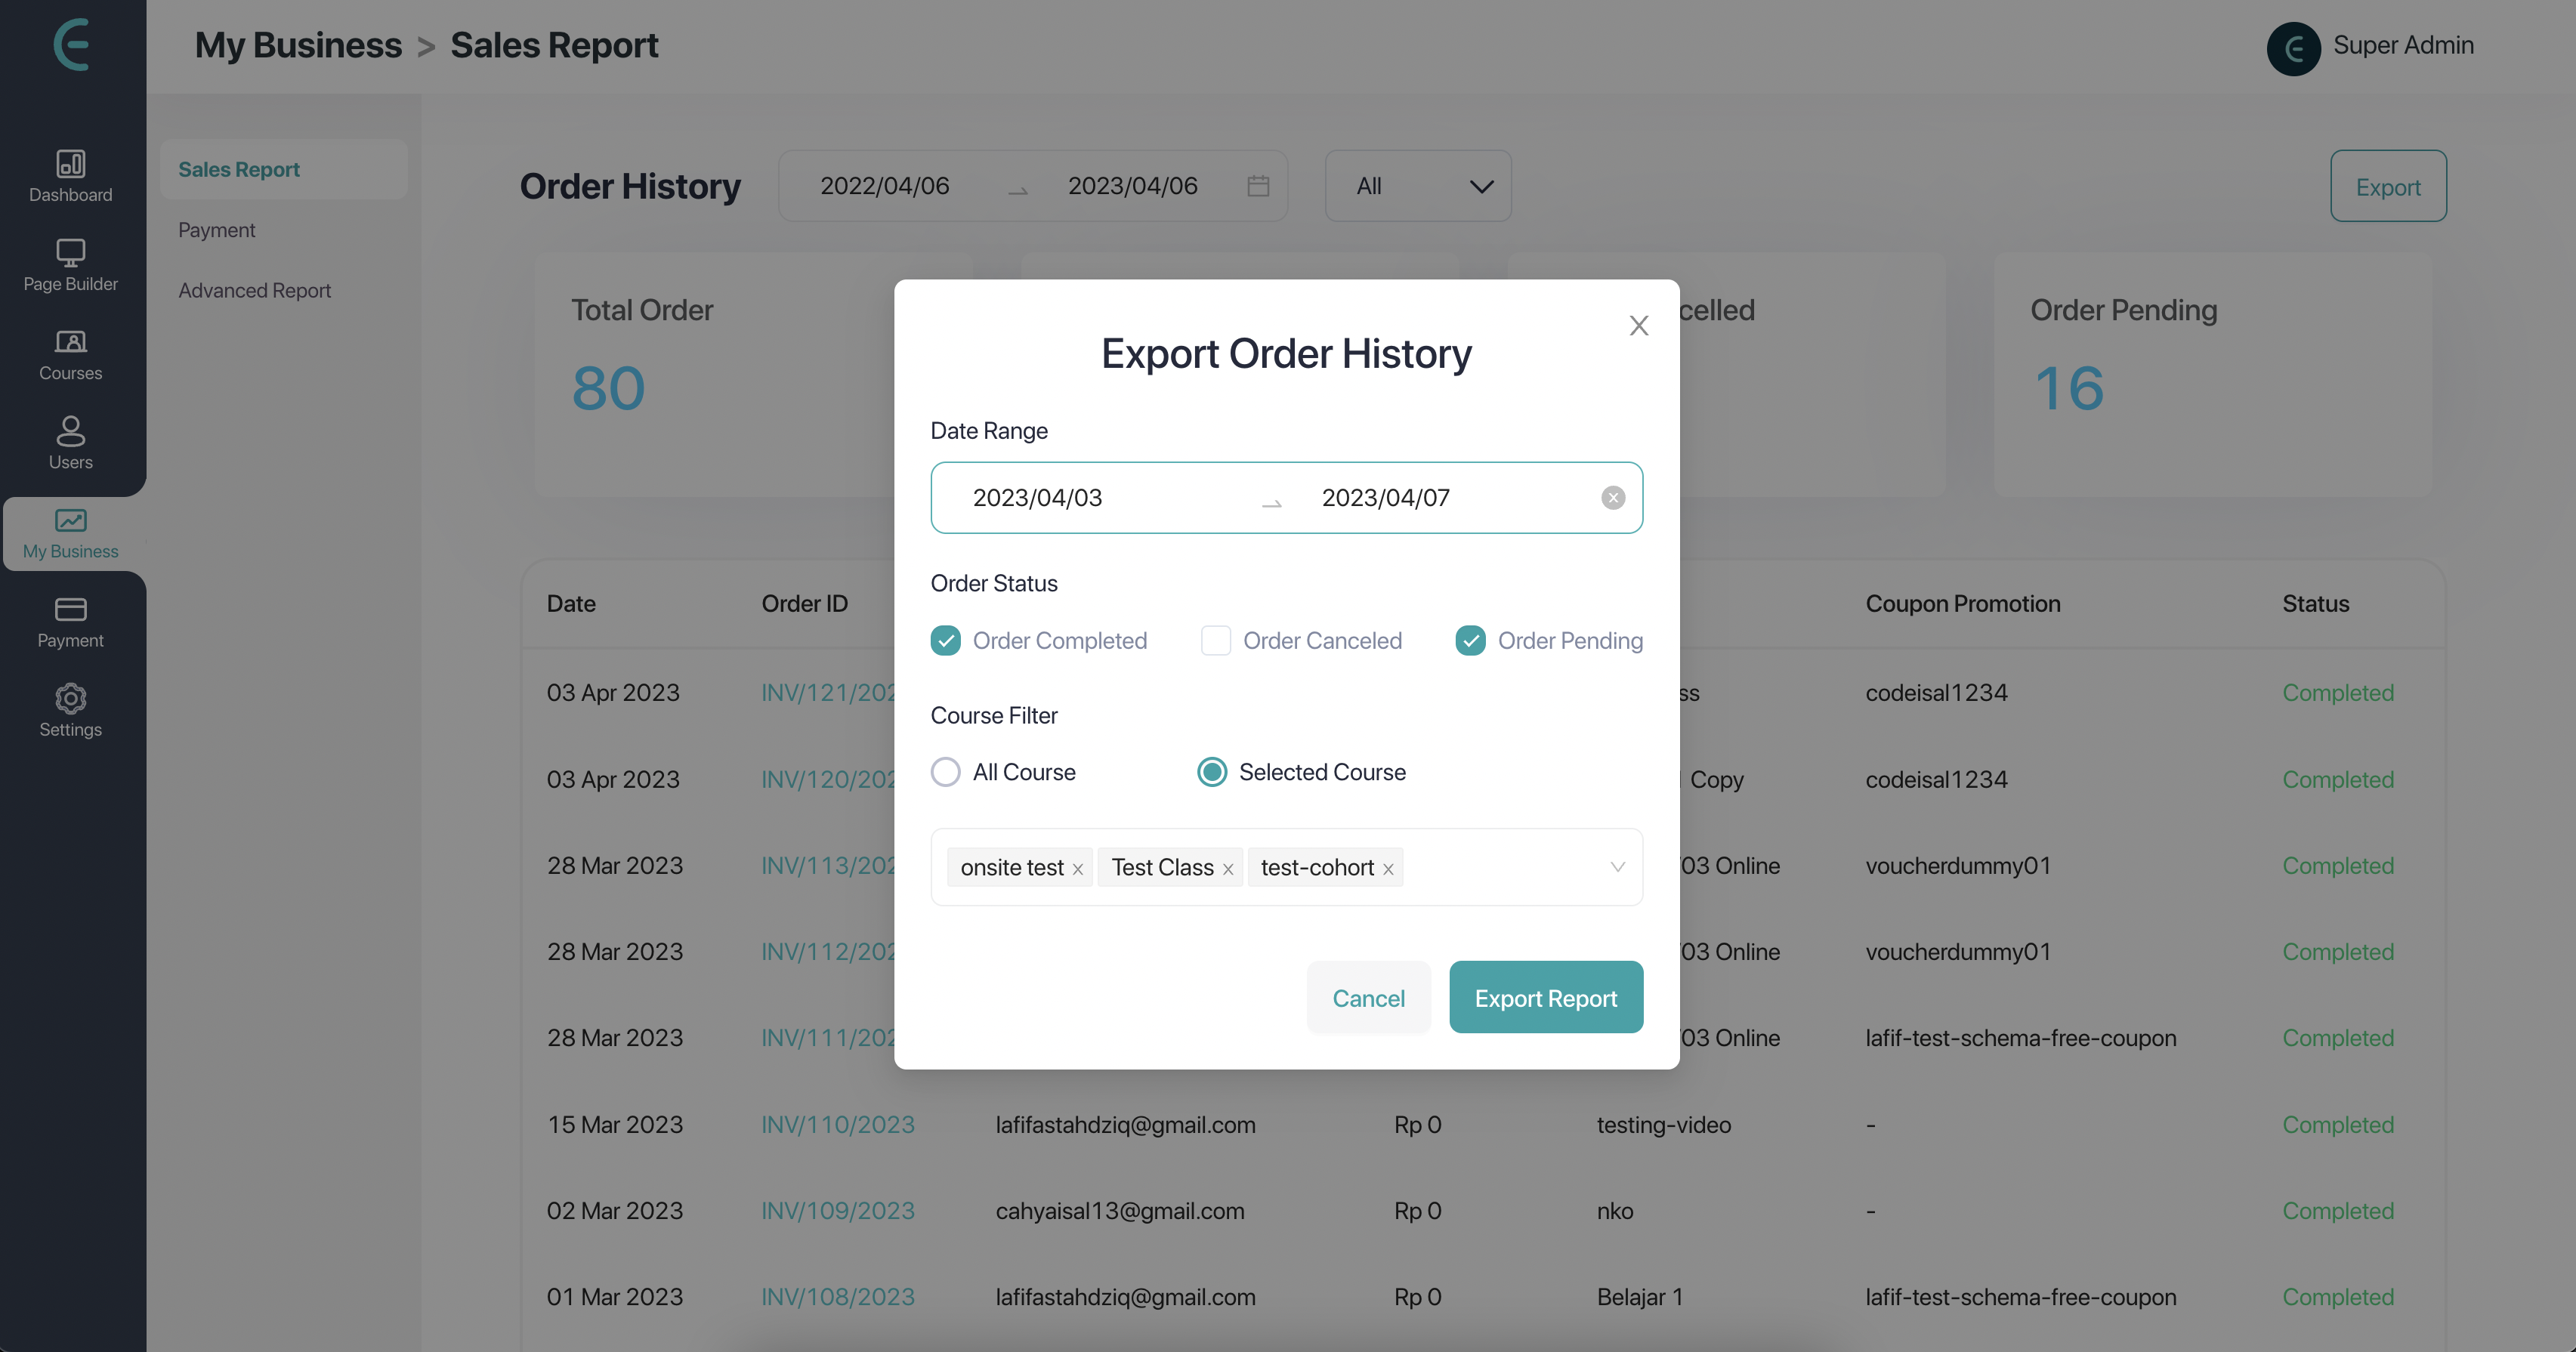 My Business > Sales Report
Super Admin
Dashboard
Page Builder
Courses
Users
My Business
Payment
Settings
Sales Report
Payment
Advanced Report
Order History
2022/04/06 → 2023/04/06
All
Export
Total Order
80
celled
Order Pending
16
Export Order History
Date Range
2023/04/03 → 2023/04/07
Order Status
Order Completed Order Canceled Order Pending
Course Filter
All Course Selected Course
onsite test × Test Class × test-cohort ×
Cancel Export Report
Date Order ID Coupon Promotion Status
03 Apr 2023 INV/121/202 ss codeisal1234 Completed
03 Apr 2023 INV/120/202 Copy codeisal1234 Completed
28 Mar 2023 INV/113/202 /03 Online voucherdummy01 Completed
28 Mar 2023 INV/112/202 /03 Online voucherdummy01 Completed
28 Mar 2023 INV/111/202 /03 Online lafif-test-schema-free-coupon Completed
15 Mar 2023 INV/110/2023 lafifastahdziq@gmail.com Rp 0 testing-video - Completed
02 Mar 2023 INV/109/2023 cahyaisal13@gmail.com Rp 0 nko - Completed
01 Mar 2023 INV/108/2023 lafifastahdziq@gmail.com Rp 0 Belajar 1 lafif-test-schema-free-coupon Completed